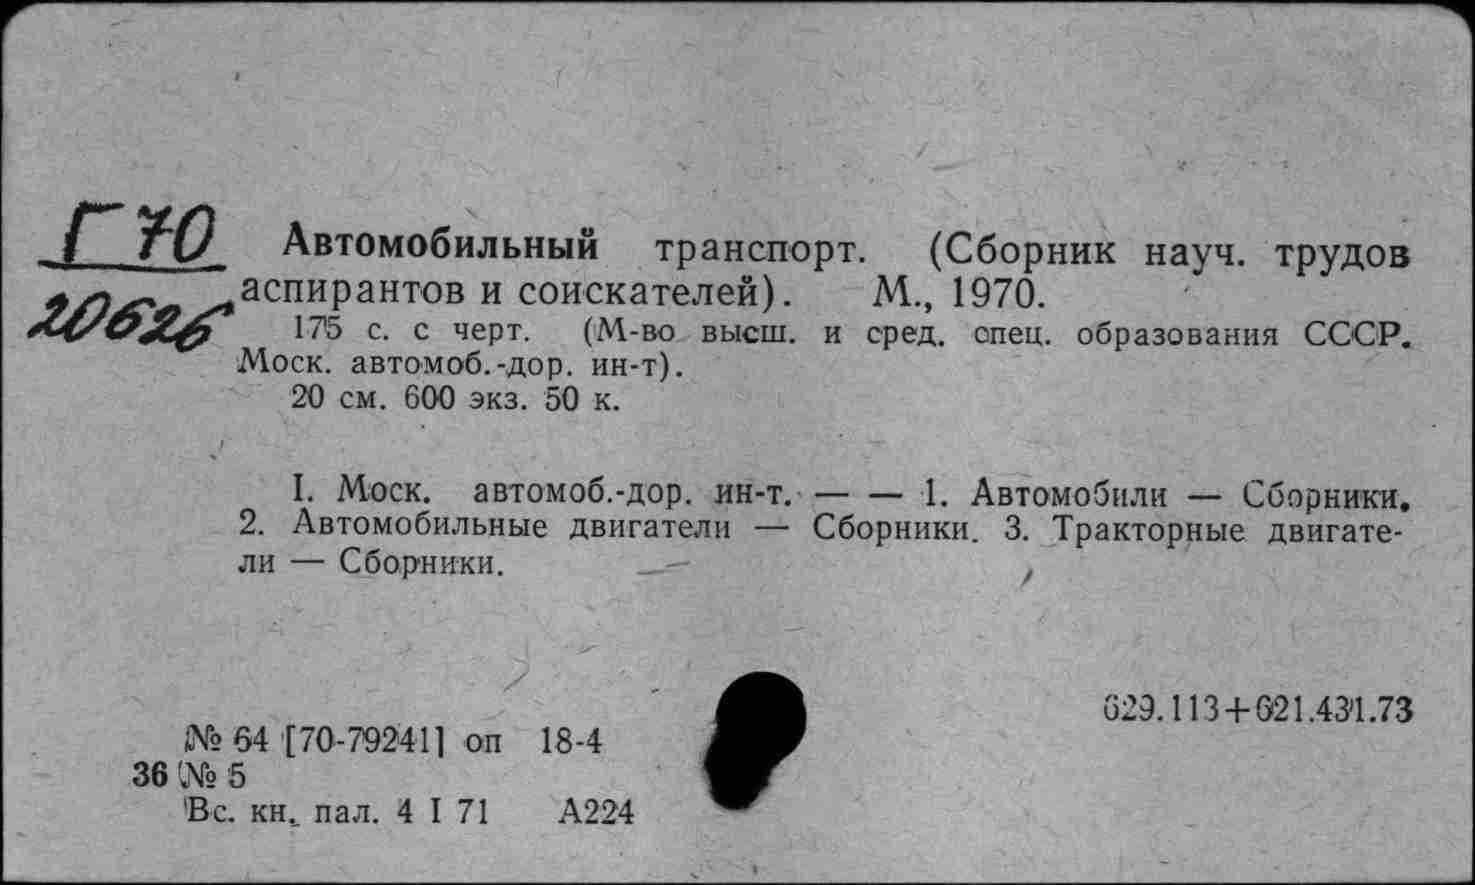 Г 70
20626
Автомобильный транспорт. (Сборник науч. трудов
аспирантов и соискателей). М., 1970.
175 с. с черт. (М-во высш. и сред. спец. образования СССР.
Моск. автомоб.-дор. ин-т).
20 см. 600 экз. 50 к.
I. Моск. автомоб.-дор. ин-т. — — 1. Автомобили — Сборники.
2. Автомобильные двигатели — Сборники. 3. Тракторные двигате-
ли — Сборники.
629.113+621.431.73
№ 64 [70-79241] оп 18-4
36 № 5
Вс. кн. пал. 4 I 71 А224